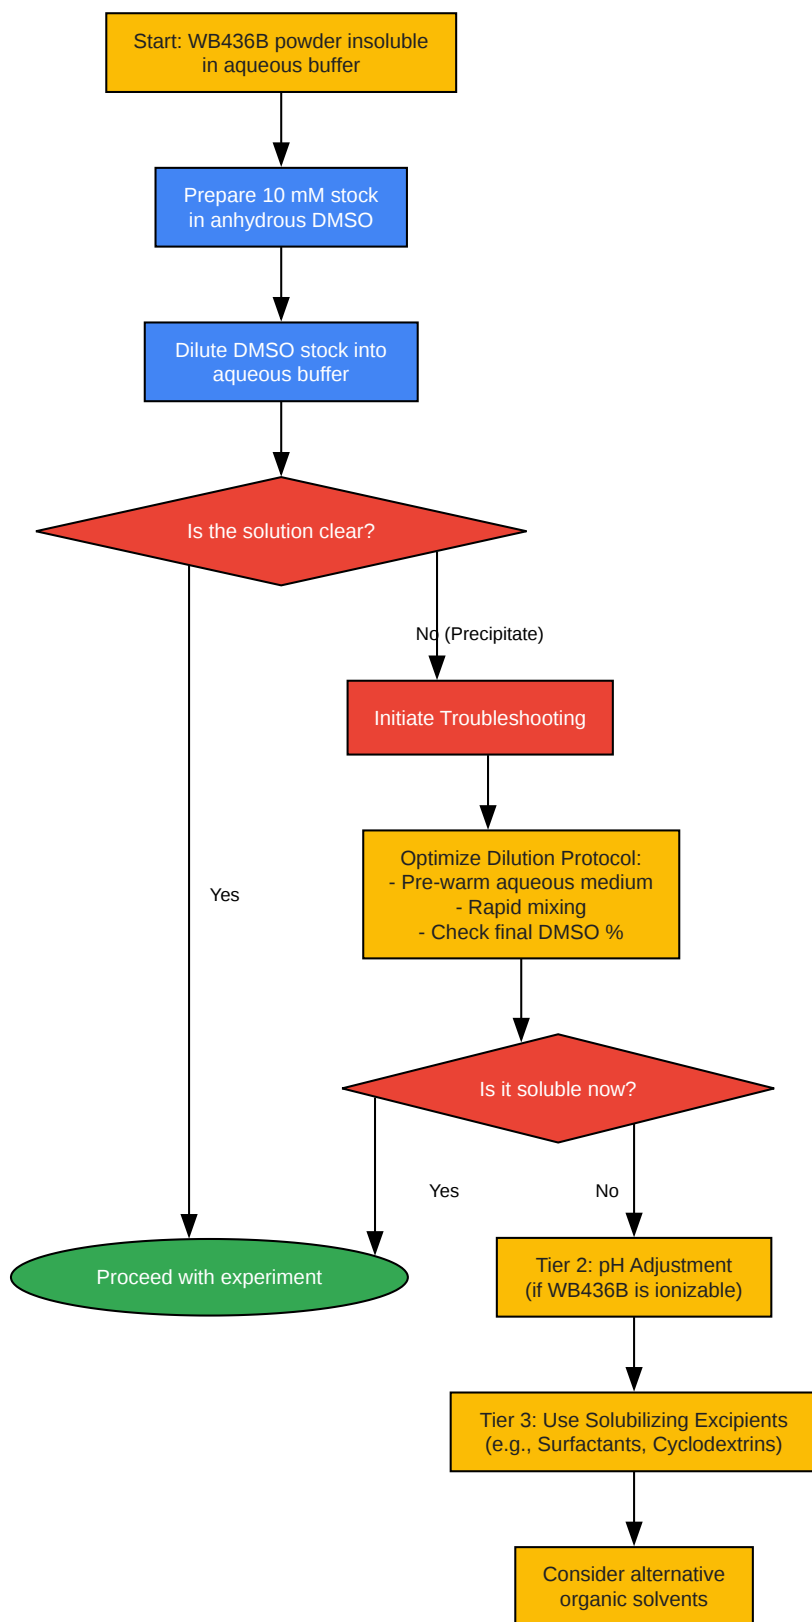 Start: WB436B powder insoluble
in aqueous buffer
Prepare 10 mM stock
in anhydrous DMSO
Dilute DMSO stock into
aqueous buffer
Is the solution clear?
No (Precipitate)
Initiate Troubleshooting
Optimize Dilution Protocol:
- Pre-warm aqueous medium
- Rapid mixing
- Check final DMSO %
Yes
Is it soluble now?
Yes
No
Proceed with experiment
Tier 2: pH Adjustment
(if WB436B is ionizable)
Tier 3: Use Solubilizing Excipients
(e.g., Surfactants, Cyclodextrins)
Consider alternative
organic solvents